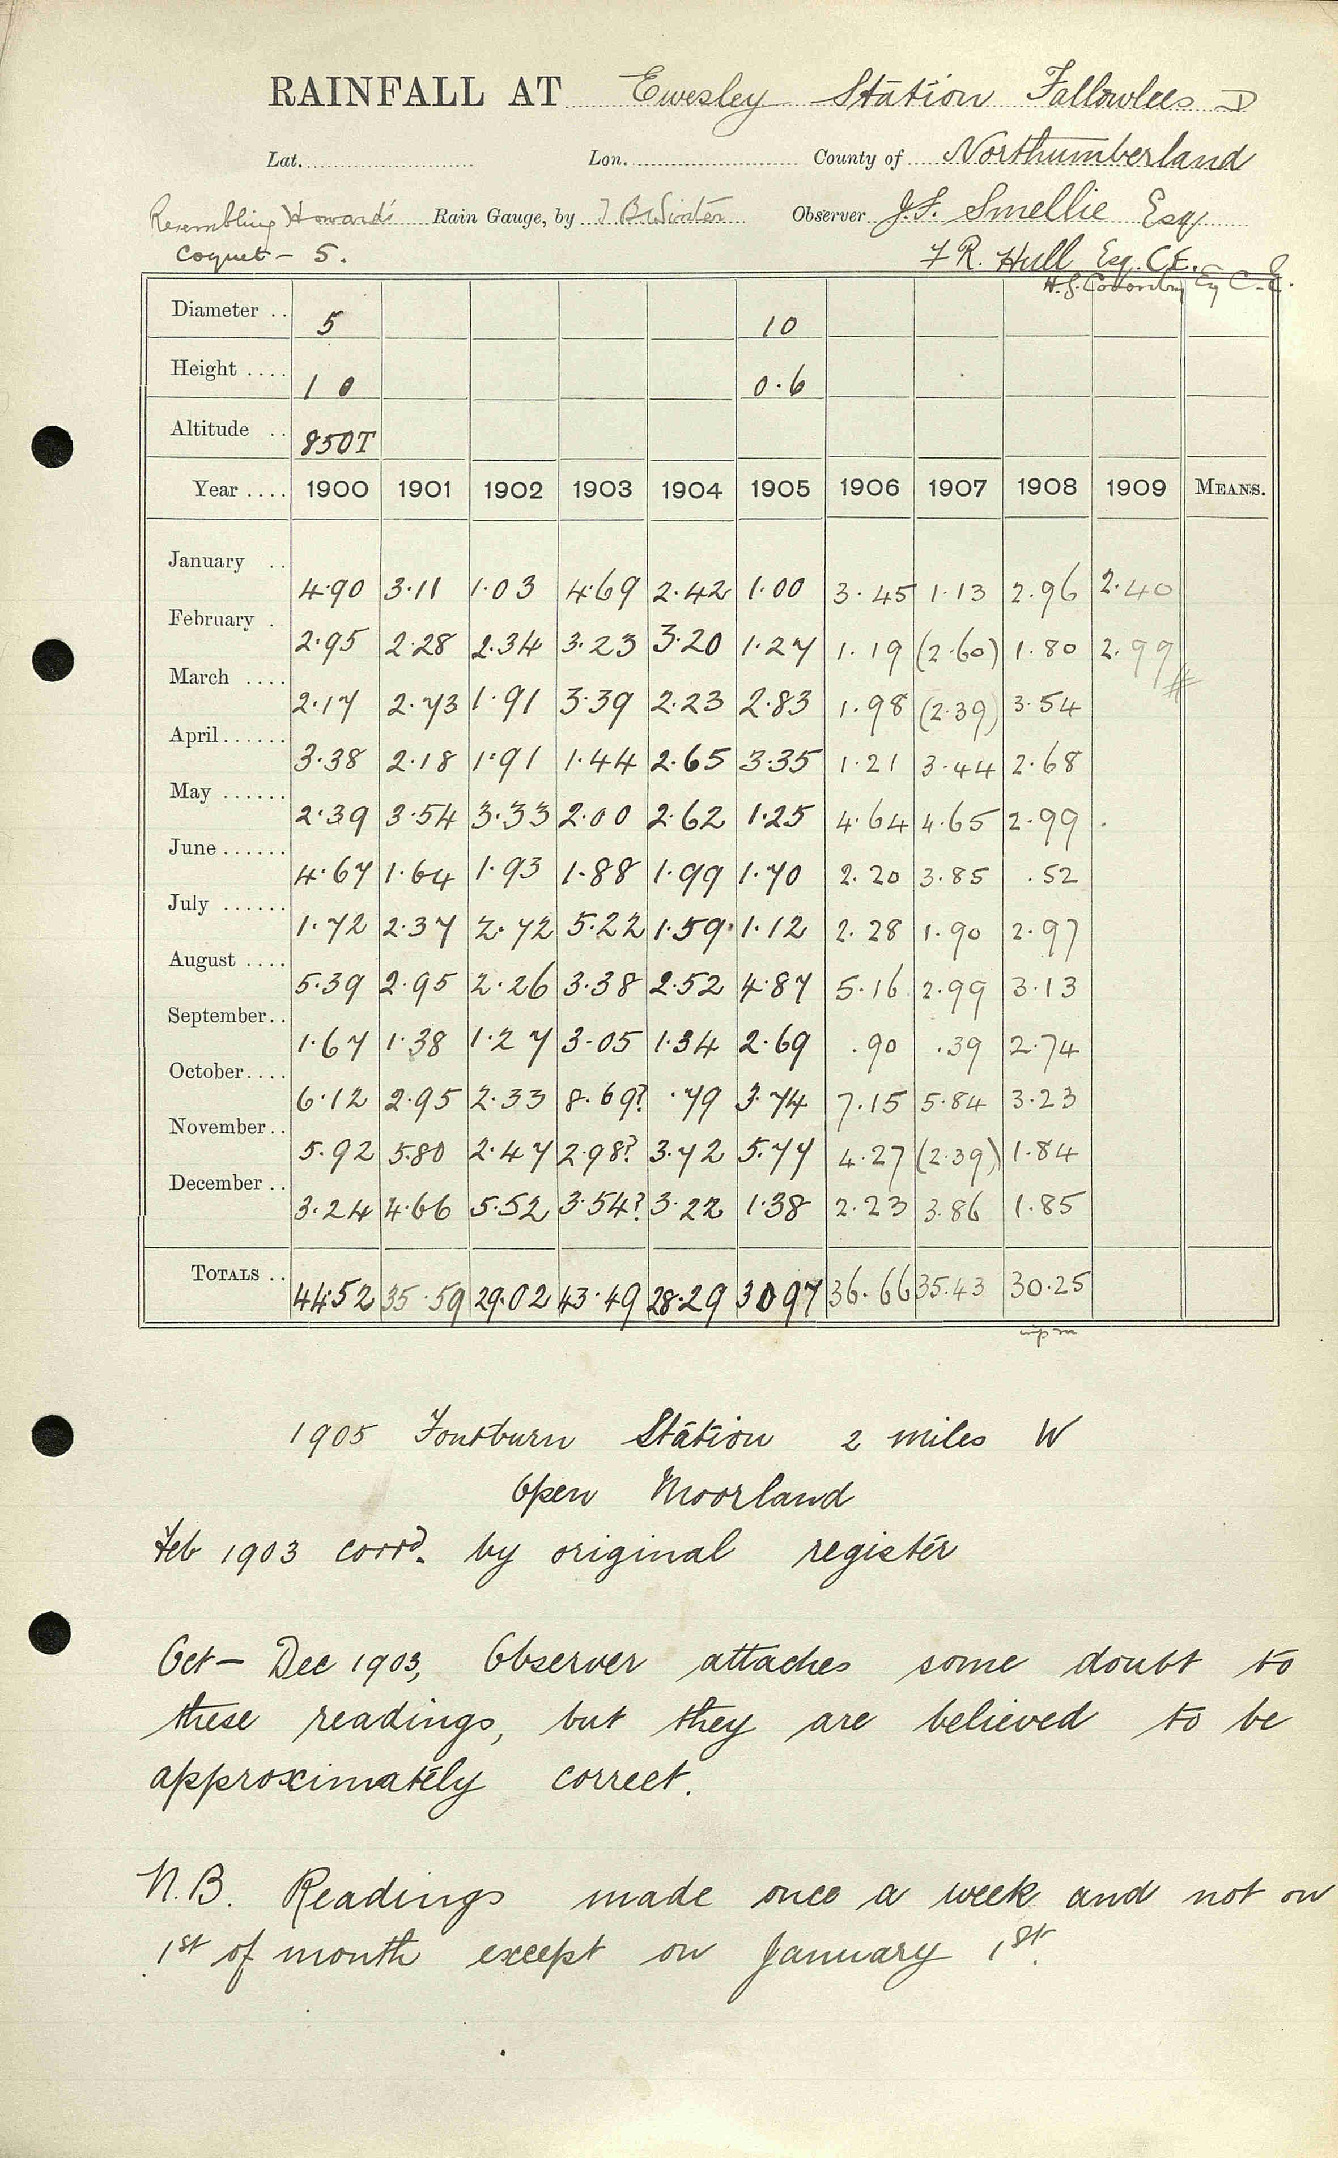 RAINFALL AT Ewesley Station Fallowlees D
Lat. Lon. County of Northumberland
Resembling Howard's Rain Gauge, by Observer J.F. Smellie Esq
Coquet - 5. F R. Hull Esq. C.E.
Esq C.E.
Diameter .. 5 10
Height .... 1 0 0.6
Altitude .. 850T
Year .... 1900 1901 1902 1903 1904 1905 1906 1907 1908 1909 MEANS.
January .. 4.90 3.11 1.03 4.69 2.42 1.00 3.45 1.13 2.96 2.40
February . 2.95 2.28 2.34 3.23 3.20 1.27 1.19 (2.60) 1.80 2.99
March .... 2.17 2.73 1.91 3.39 2.23 2.83 1.98 (2.39) 3.54
April...... 3.38 2.18 1.91 1.44 2.65 3.35 1.21 3.44 2.68
May ...... 2.39 3.54 3.33 2.00 2.62 1.25 4.64 4.65 2.99
June...... 4.67 1.64 1.93 1.88 1.99 1.70 2.20 3.85 .52
July ...... 1.72 2.37 2.72 5.22 1.59 1.12 2.28 1.90 2.97
August .... 5.39 2.95 2.26 3.38 2.52 4.87 5.16 2.99 3.13
September.. 1.67 1.38 1.27 3.05 1.34 2.69 .90 .39 2.74
October.... 6.12 2.95 2.33 8.69? .79 3.74 7.15 5.84 3.23
November.. 5.92 5.80 2.47 2.98? 3.72 5.77 4.27 (2.39) 1.84
December .. 3.24 4.66 5.52 3.54? 3.22 1.38 2.23 3.86 1.85
TOTALS .. 44.52 35.59 29.02 43.49 28.29 30 97 36.66 35.43 30.25
1905 Fontburn Station 2 miles W
Open Moorland
Feb 1903 corrd. by original register
Oct - Dec 1903, Observer attaches some doubt to
these readings, but they are believed to be
approximately correct.
N.B. Readings made once a week and not on
1st of month except on January 1st.